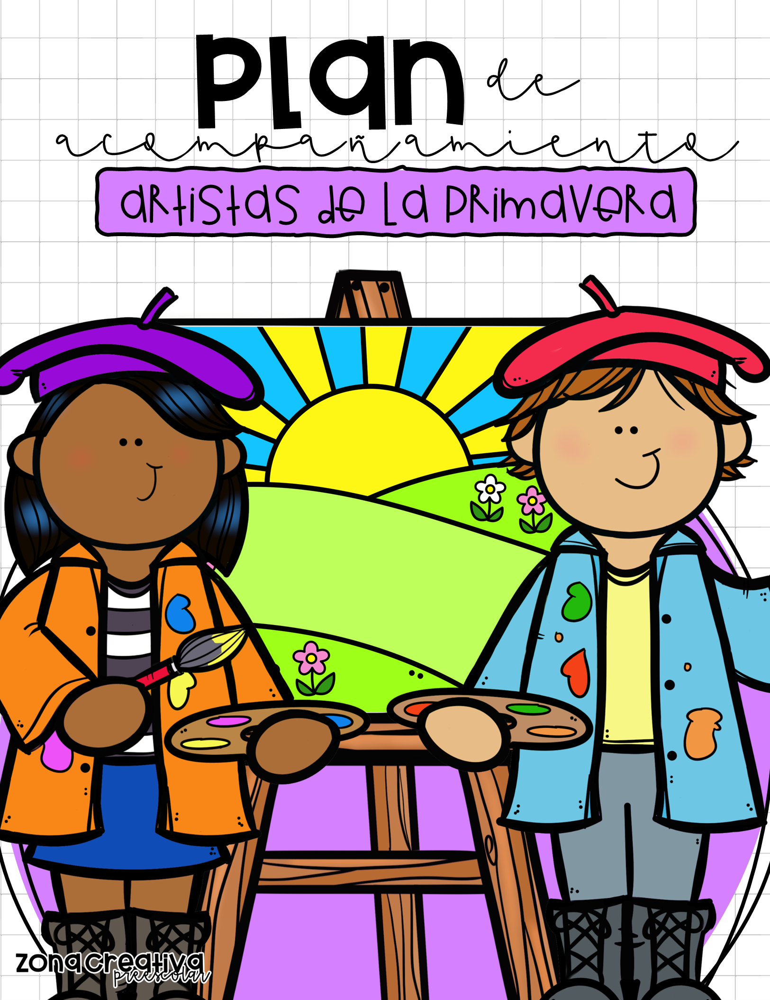 Plan de
acompañamiento
artistas de la primavera
zona creativa
preescolar